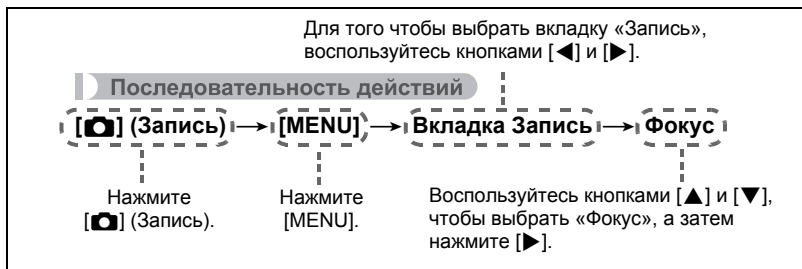 Для того чтобы выбрать вкладку «Запись»,
воспользуйтесь кнопками [◀] и [▶].
Последовательность действий
[📷] (Запись) → [MENU] → Вкладка Запись → Фокус
Нажмите
[📷] (Запись).
Нажмите
[MENU].
Воспользуйтесь кнопками [▲] и [▼],
чтобы выбрать «Фокус», а затем
нажмите [▶].